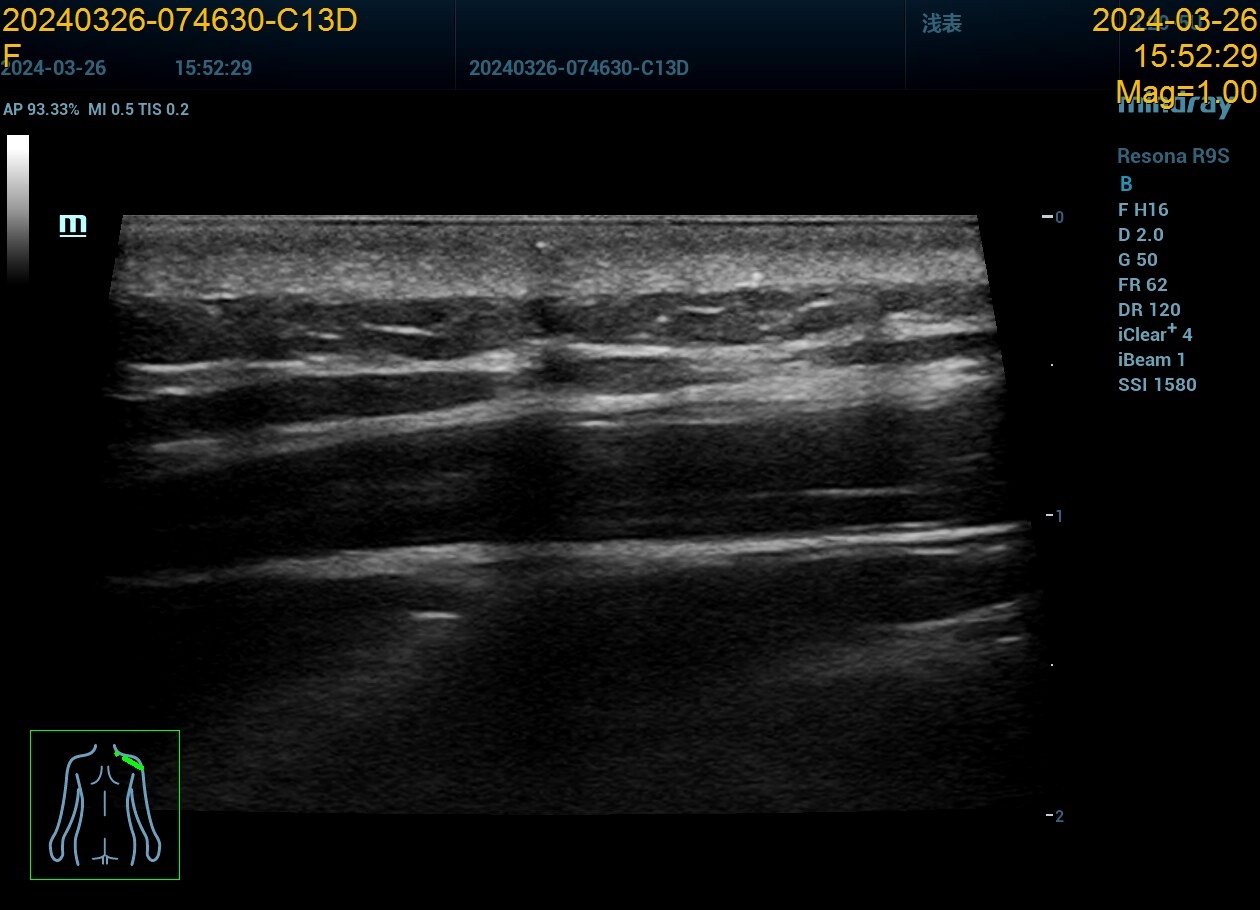 20240326-074630-C13D
F
2024-03-26 15:52:29 20240326-074630-C13D
浅表
2024-03-26
15:52:29
Mag=1.00
AP 93.33% MI 0.5 TIS 0.2
mindray
Resona R9S
B
F H16
D 2.0
G 50
FR 62
DR 120
iClear+ 4
iBeam 1
SSI 1580
m
0
1
2